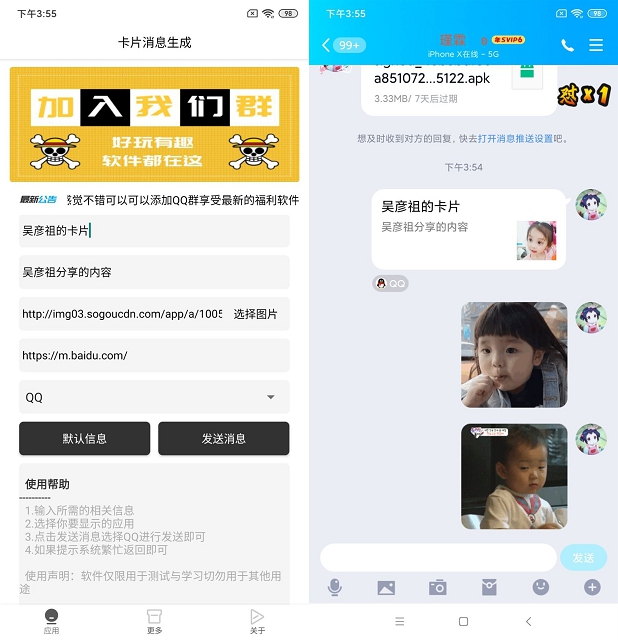 下午3:55
98
卡片消息生成
加入我们群
好玩有趣
软件都在这
最新公告
觉不错可以可以添加QQ群享受最新的福利软件
吴彦祖的卡片
吴彦祖分享的内容
http://img03.sogoucdn.com/app/a/1005
选择图片
https://m.baidu.com/
QQ
默认信息
发送消息
使用帮助
----------
1.输入所需的相关信息
2.选择你要显示的应用
3.点击发送消息选择QQ进行发送即可
4.如果提示系统繁忙返回即可
使用声明：软件仅限用于测试与学习切勿用于其他用
途
应用
更多
关于
下午3:55
98
99+
年SVIP6
iPhone X在线 - 5G
a851072...5122.apk
3.33MB/ 7天后过期
怼x1
想及时收到对方的回复，快去打开消息推送设置吧。
下午3:54
吴彦祖的卡片
吴彦祖分享的内容
QQ
发送